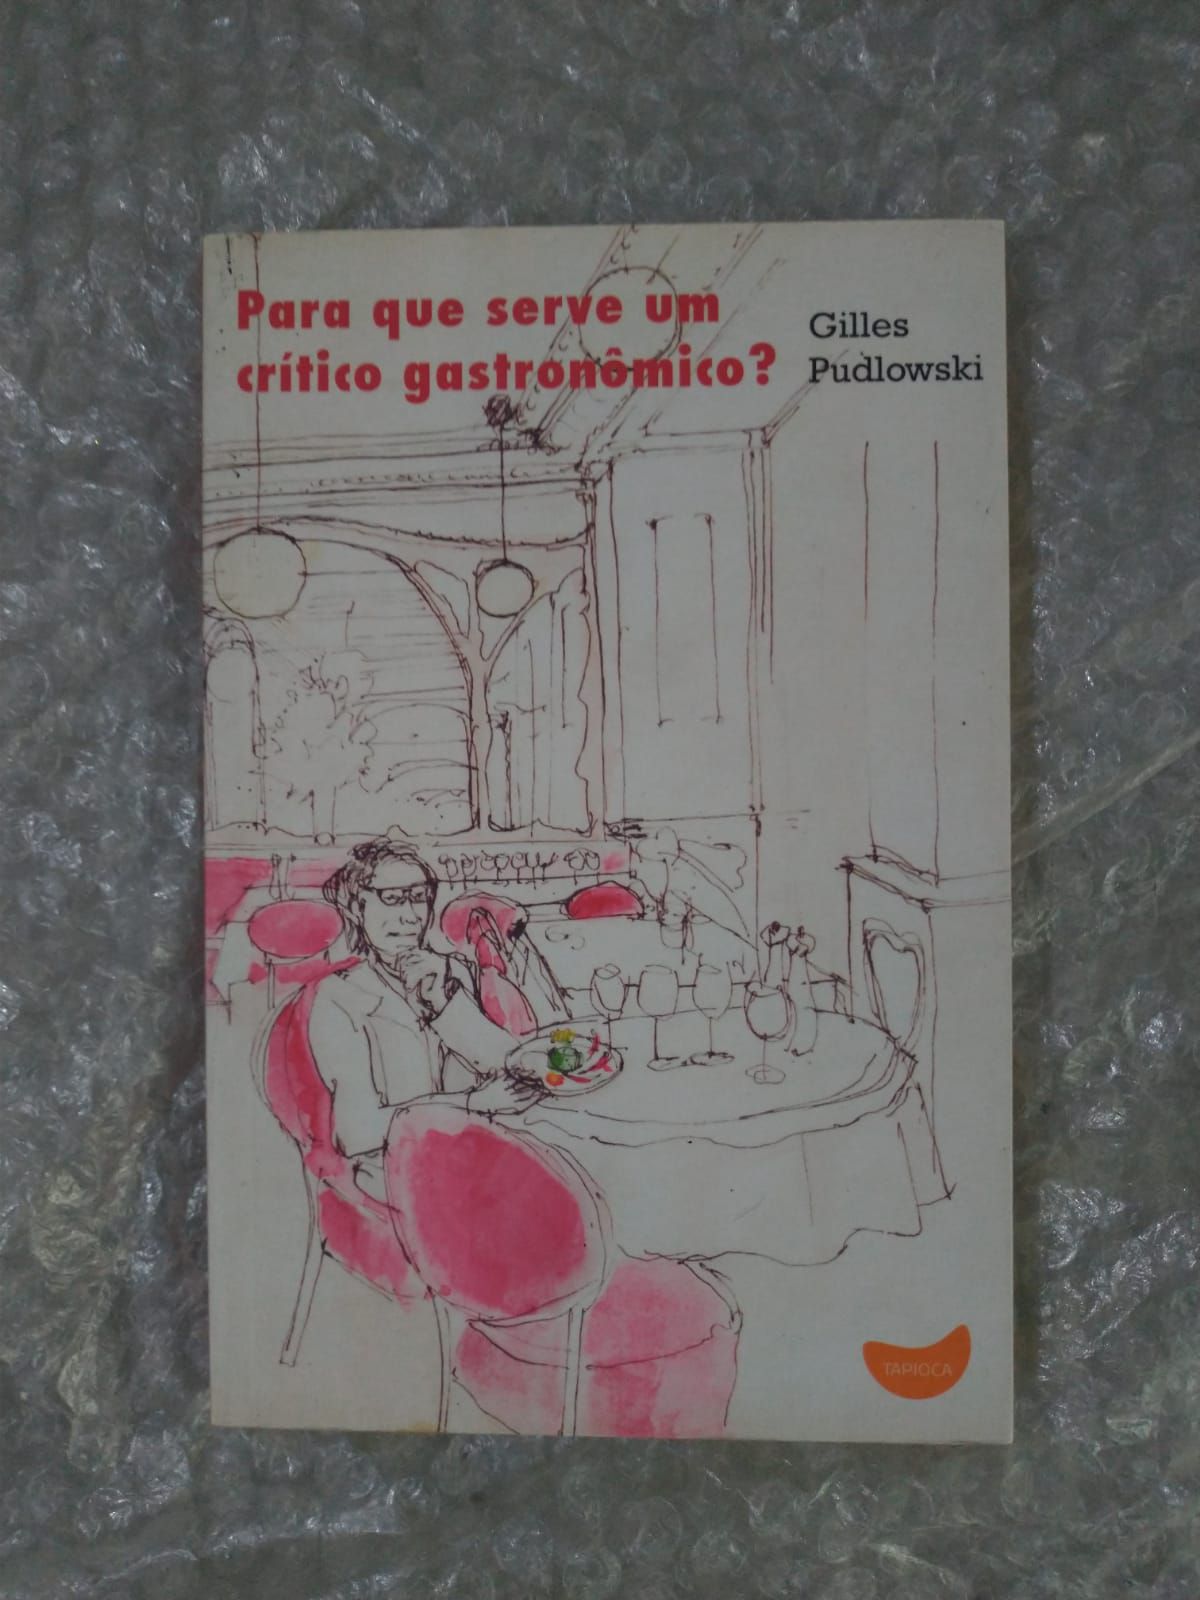 Para que serve um
crítico gastronômico?
Gilles
Pudlowski
TAPIOCA